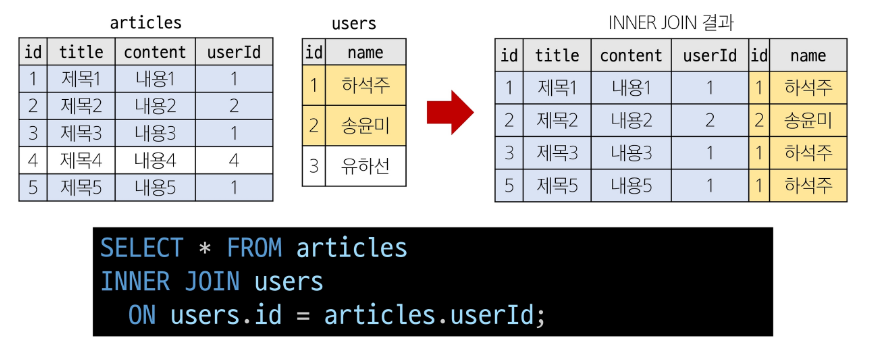 articles
id title content userId
1 제목1 내용1 1
2 제목2 내용2 2
3 제목3 내용3 1
4 제목4 내용4 4
5 제목5 내용5 1
users
id name
1 하석주
2 송윤미
3 유하선
INNER JOIN 결과
id title content userId id name
1 제목1 내용1 1 1 하석주
2 제목2 내용2 2 2 송윤미
3 제목3 내용3 1 1 하석주
5 제목5 내용5 1 1 하석주
SELECT * FROM articles
INNER JOIN users
ON users.id = articles.userId;